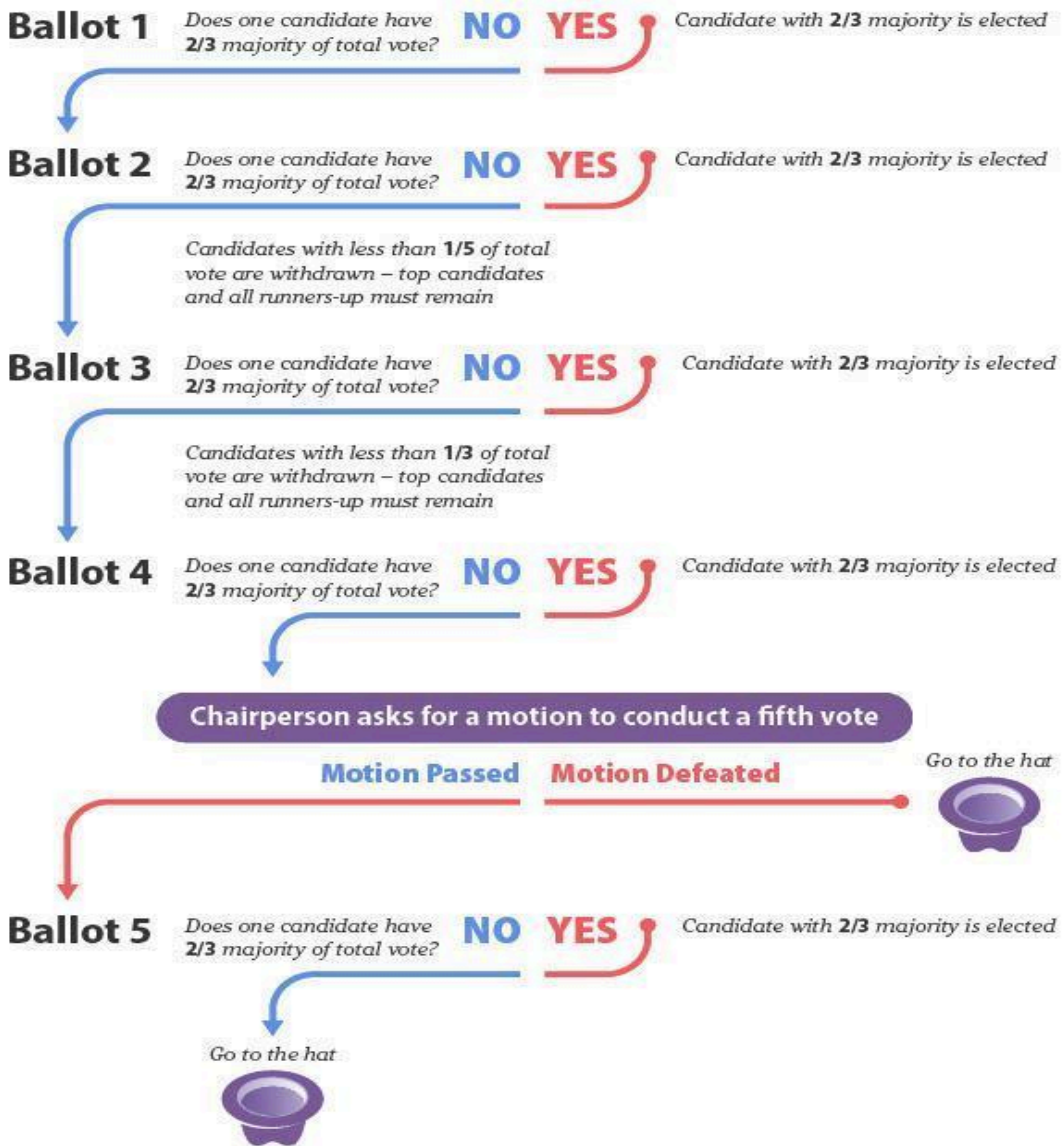 Ballot 1
Does one candidate have
2/3 majority of total vote?
NO YES
Candidate with 2/3 majority is elected
Ballot 2
Does one candidate have
2/3 majority of total vote?
NO YES
Candidate with 2/3 majority is elected
Candidates with less than 1/5 of total
vote are withdrawn – top candidates
and all runners-up must remain
Ballot 3
Does one candidate have
2/3 majority of total vote?
NO YES
Candidate with 2/3 majority is elected
Candidates with less than 1/3 of total
vote are withdrawn – top candidates
and all runners-up must remain
Ballot 4
Does one candidate have
2/3 majority of total vote?
NO YES
Candidate with 2/3 majority is elected
Chairperson asks for a motion to conduct a fifth vote
Motion Passed Motion Defeated
Go to the hat
Ballot 5
Does one candidate have
2/3 majority of total vote?
NO YES
Candidate with 2/3 majority is elected
Go to the hat